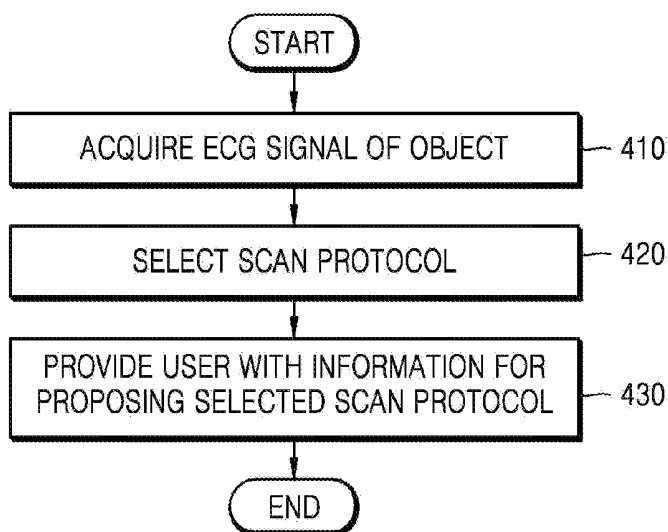 START
ACQUIRE ECG SIGNAL OF OBJECT
410
SELECT SCAN PROTOCOL
420
PROVIDE USER WITH INFORMATION FOR
PROPOSING SELECTED SCAN PROTOCOL
430
END